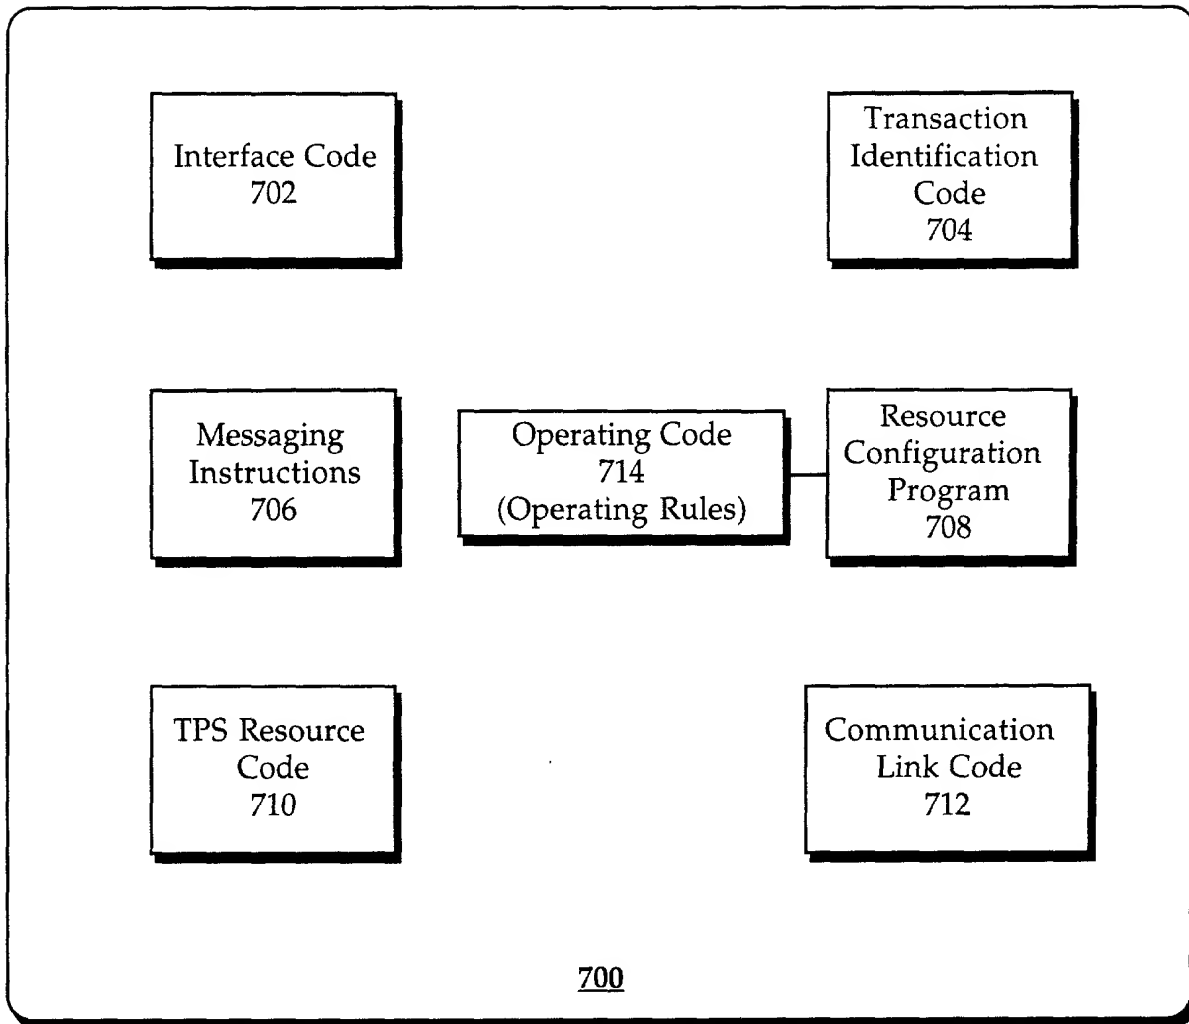 Interface Code
702
Transaction
Identification
Code
704
Messaging
Instructions
706
Operating Code
714
(Operating Rules)
Resource
Configuration
Program
708
TPS Resource
Code
710
Communication
Link Code
712
700